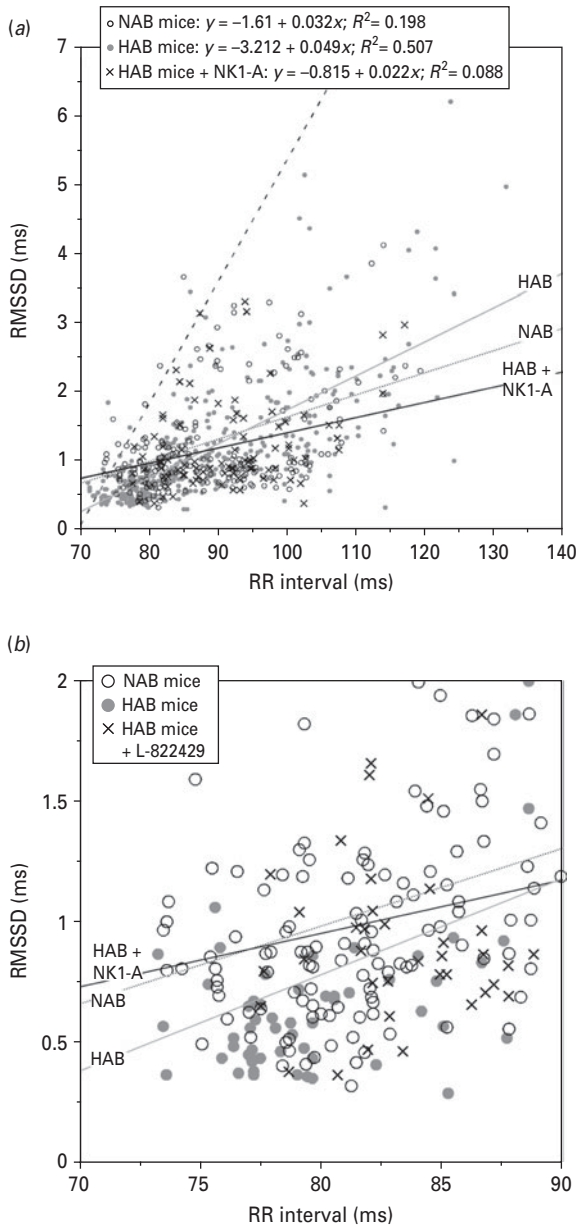 (a)
NAB mice: y = –1.61 + 0.032x; R² = 0.198
HAB mice: y = –3.212 + 0.049x; R² = 0.507
HAB mice + NK1-A: y = –0.815 + 0.022x; R² = 0.088
7
6
5
4
3
2
1
0
RMSSD (ms)
HAB
NAB
HAB +
NK1-A
70 80 90 100 110 120 130 140
RR interval (ms)
(b)
NAB mice
HAB mice
HAB mice
+ L-822429
2
1.5
1
0.5
0
RMSSD (ms)
HAB +
NK1-A
NAB
HAB
70 75 80 85 90
RR interval (ms)